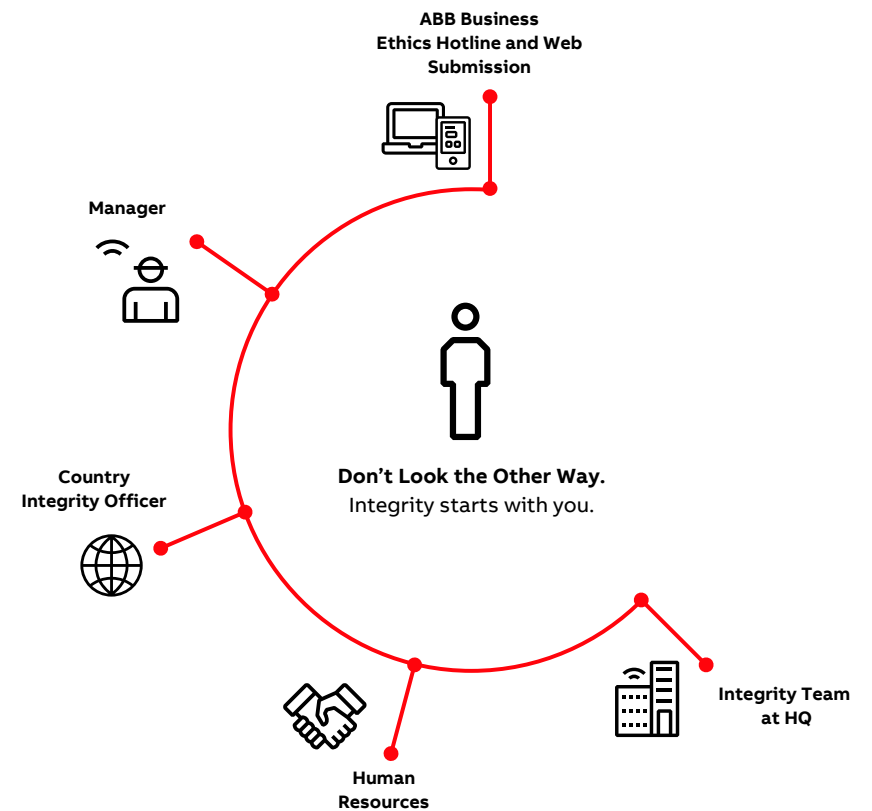 ABB Business
Ethics Hotline and Web
Submission
Manager
Country
Integrity Officer
Don’t Look the Other Way.
Integrity starts with you.
Human
Resources
Integrity Team
at HQ